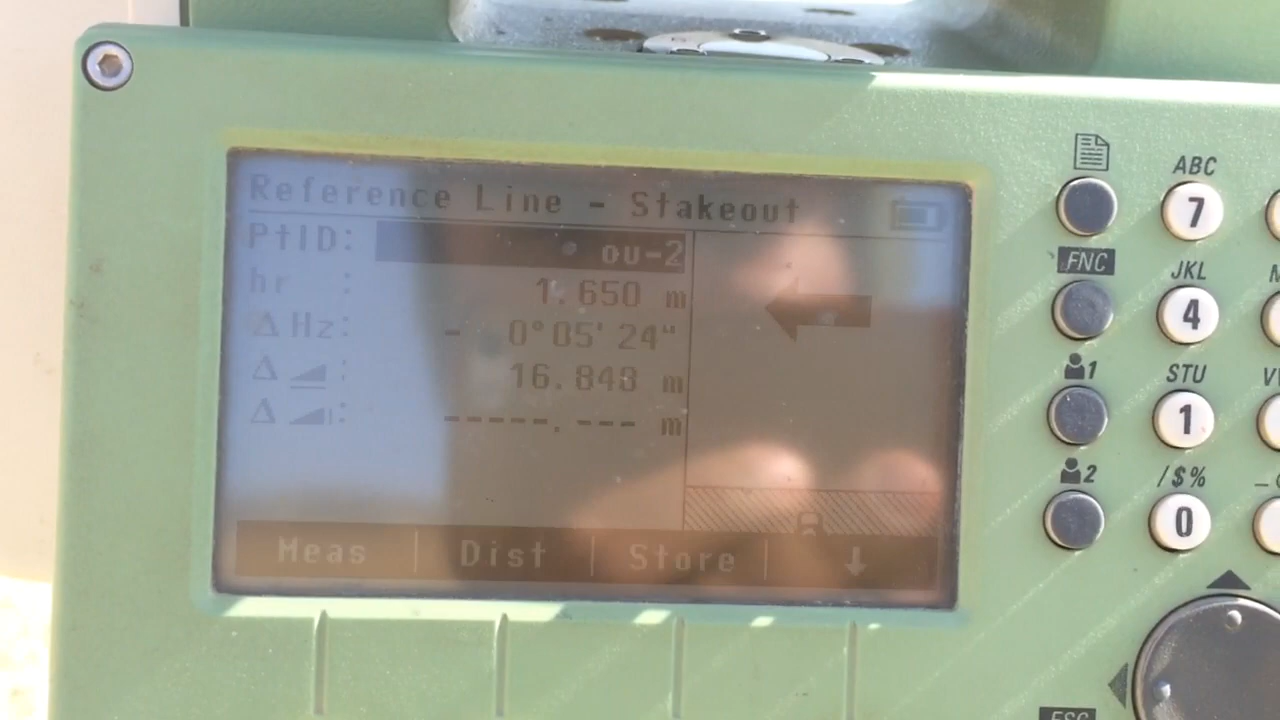 Reference Line - Stakeout
PtID: ou-2
hr : 1.650 m
Δ Hz: - 0°05'24"
Δ ◢ : 16.848 m
Δ ◢ : -----.--- m
Meas | Dist | Store | ↓
ABC
7
FNC
JKL
4
1
STU
1
2
/$%
0
ESC